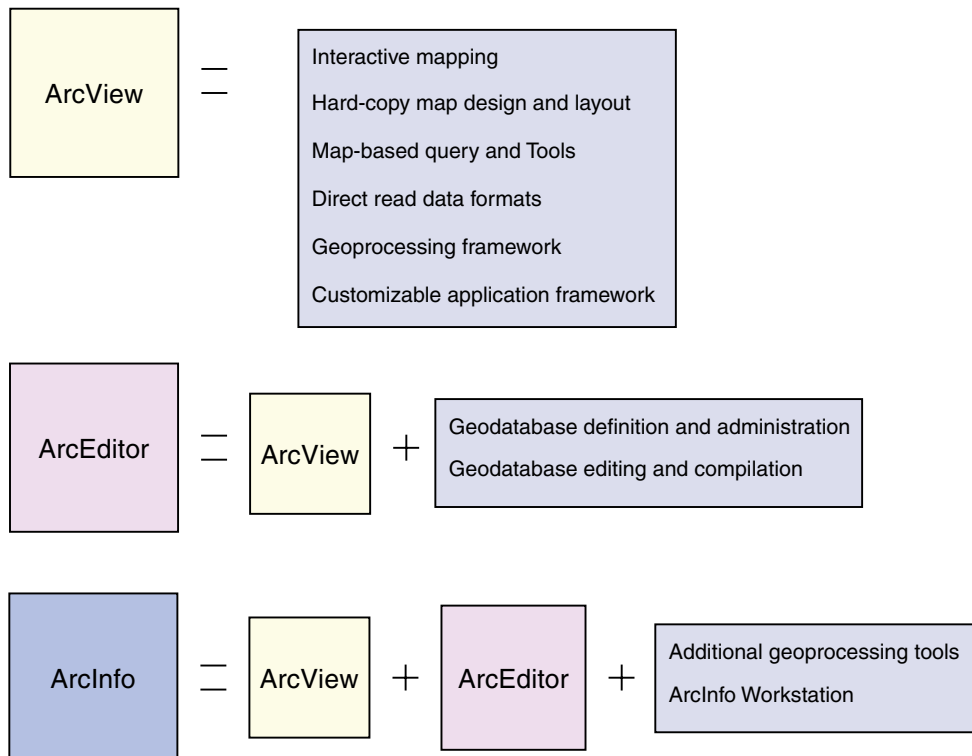 ArcView
=
Interactive mapping
Hard-copy map design and layout
Map-based query and Tools
Direct read data formats
Geoprocessing framework
Customizable application framework
ArcEditor
=
ArcView
+
Geodatabase definition and administration
Geodatabase editing and compilation
ArcInfo
=
ArcView
+
ArcEditor
+
Additional geoprocessing tools
ArcInfo Workstation